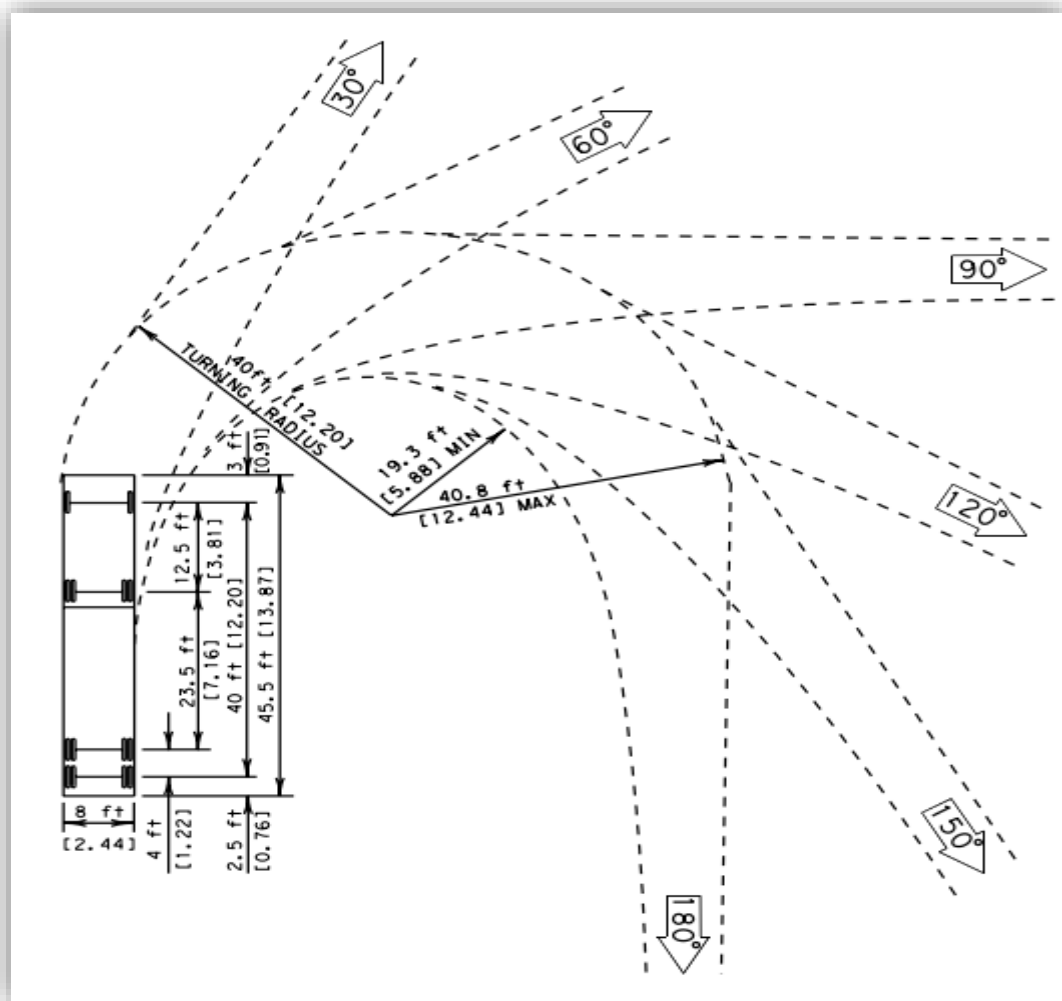 30°
60°
90°
TURNING RADIUS
40ft
[12.20]
3 ft
[0.91]
19.3 ft
[5.88] MIN
40.8 ft
[12.44] MAX
12.5 ft
[3.81]
23.5 ft
[7.16]
40 ft [12.20]
45.5 ft [13.87]
120°
8 ft
[2.44]
4 ft
[1.22]
2.5 ft
[0.76]
150°
180°